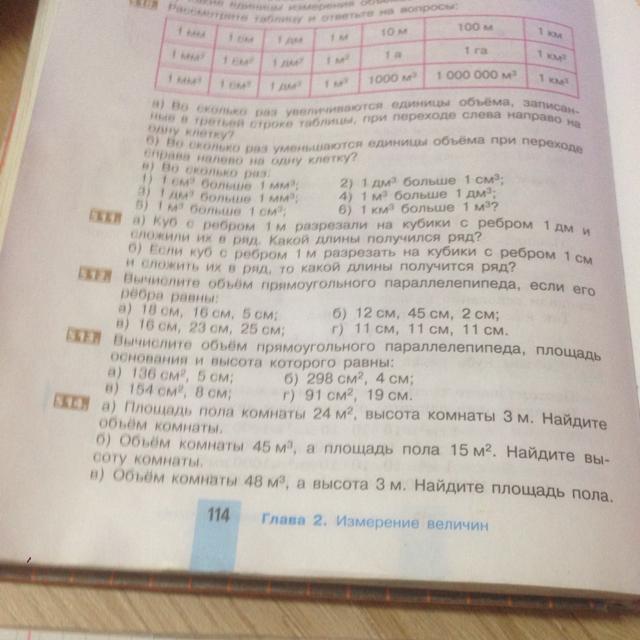 510. Какие единицы измерения объё
Рассмотрите таблицу и ответьте на вопросы:
1 мм 1 см 1 дм 1 м 10 м 100 м 1 км
1 мм² 1 см² 1 дм² 1 м² 1 а 1 га 1 км²
1 мм³ 1 см³ 1 дм³ 1 м³ 1000 м³ 1 000 000 м³ 1 км³
а) Во сколько раз увеличиваются единицы объёма, записан-
ные в третьей строке таблицы, при переходе слева направо на
одну клетку?
б) Во сколько раз уменьшаются единицы объёма при переходе
справа налево на одну клетку?
в) Во сколько раз:
1) 1 см³ больше 1 мм³; 2) 1 дм³ больше 1 см³;
3) 1 дм³ больше 1 мм³; 4) 1 м³ больше 1 дм³;
5) 1 м³ больше 1 см³; 6) 1 км³ больше 1 м³?
511. а) Куб с ребром 1 м разрезали на кубики с ребром 1 дм и
сложили их в ряд. Какой длины получился ряд?
б) Если куб с ребром 1 м разрезать на кубики с ребром 1 см
и сложить их в ряд, то какой длины получится ряд?
512. Вычислите объём прямоугольного параллелепипеда, если его
рёбра равны:
а) 18 см, 16 см, 5 см; б) 12 см, 45 см, 2 см;
в) 16 см, 23 см, 25 см; г) 11 см, 11 см, 11 см.
513. Вычислите объём прямоугольного параллелепипеда, площадь
основания и высота которого равны:
а) 136 см², 5 см; б) 298 см², 4 см;
в) 154 см², 8 см; г) 91 см², 19 см.
514. а) Площадь пола комнаты 24 м², высота комнаты 3 м. Найдите
объём комнаты.
б) Объём комнаты 45 м³, а площадь пола 15 м². Найдите вы-
соту комнаты.
в) Объём комнаты 48 м³, а высота 3 м. Найдите площадь пола.
114 Глава 2. Измерение величин